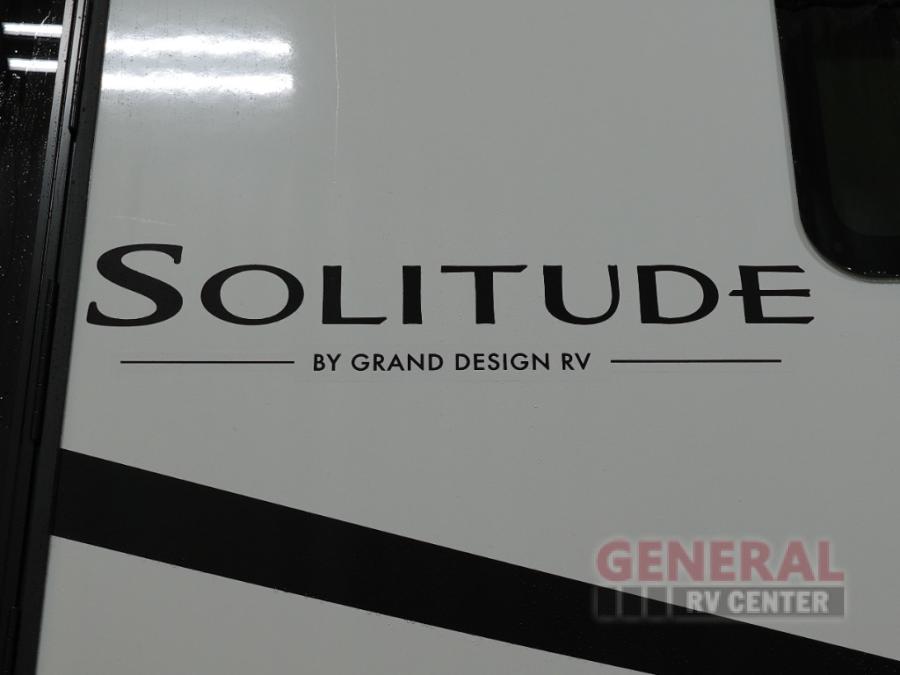 SOLITUDE
BY GRAND DESIGN RV
GENERAL
RV CENTER